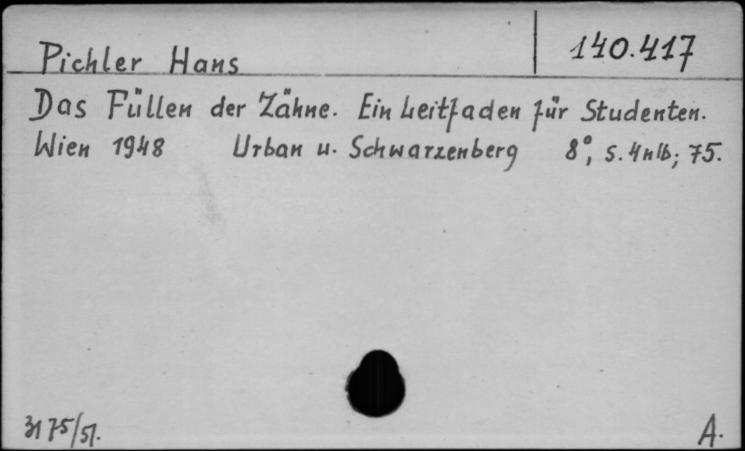 Pichler Hans 140.417
Das Füllen der Zähne. Ein Leitfaden für Studenten.
Wien 1948 Urban u. Schwarzenberg 8°, S. 4nlb; 75.
3175/51.
A.